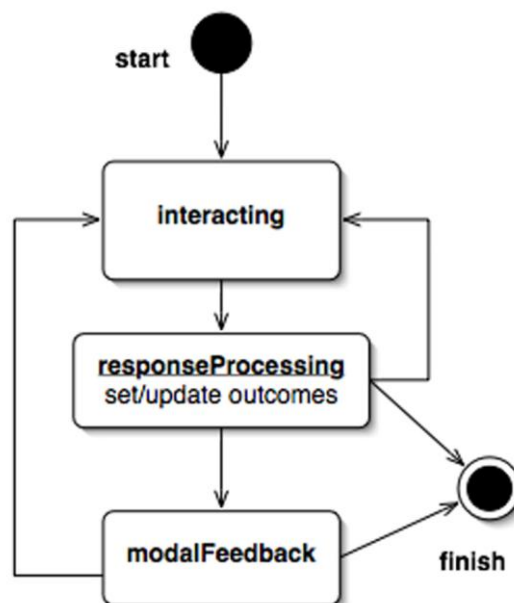 start
interacting
responseProcessing
set/update outcomes
modalFeedback
finish